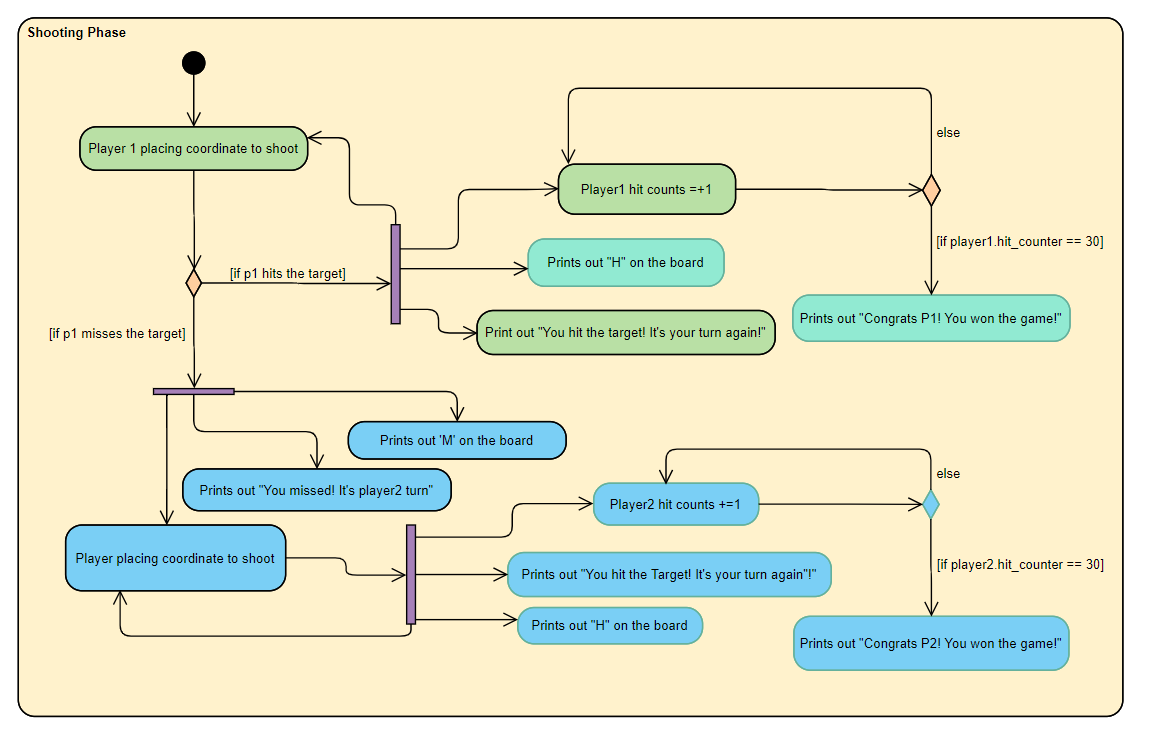 Shooting Phase
Player 1 placing coordinate to shoot
else
Player1 hit counts =+1
[if player1.hit_counter == 30]
Prints out "H" on the board
[if p1 hits the target]
Prints out "Congrats P1! You won the game!"
Print out "You hit the target! It's your turn again!"
[if p1 misses the target]
Prints out 'M' on the board
Prints out "You missed! It's player2 turn"
else
Player2 hit counts +=1
Player placing coordinate to shoot
[if player2.hit_counter == 30]
Prints out "You hit the Target! It's your turn again"!"
Prints out "H" on the board
Prints out "Congrats P2! You won the game!"